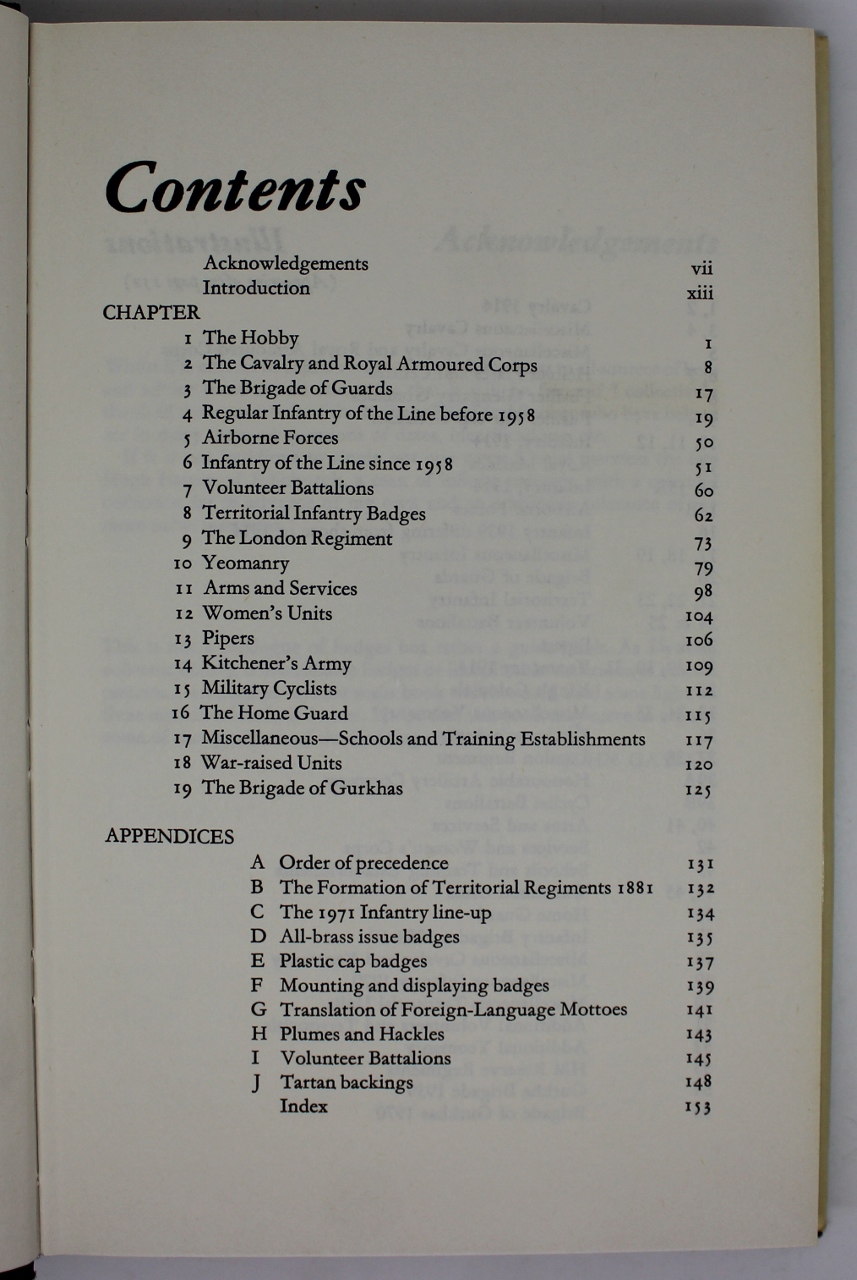 Contents
Acknowledgements vii
Introduction xiii
CHAPTER
1 The Hobby 1
2 The Cavalry and Royal Armoured Corps 8
3 The Brigade of Guards 17
4 Regular Infantry of the Line before 1958 19
5 Airborne Forces 50
6 Infantry of the Line since 1958 51
7 Volunteer Battalions 60
8 Territorial Infantry Badges 62
9 The London Regiment 73
10 Yeomanry 79
11 Arms and Services 98
12 Women's Units 104
13 Pipers 106
14 Kitchener's Army 109
15 Military Cyclists 112
16 The Home Guard 115
17 Miscellaneous—Schools and Training Establishments 117
18 War-raised Units 120
19 The Brigade of Gurkhas 125
APPENDICES
A Order of precedence 131
B The Formation of Territorial Regiments 1881 132
C The 1971 Infantry line-up 134
D All-brass issue badges 135
E Plastic cap badges 137
F Mounting and displaying badges 139
G Translation of Foreign-Language Mottoes 141
H Plumes and Hackles 143
I Volunteer Battalions 145
J Tartan backings 148
Index 153